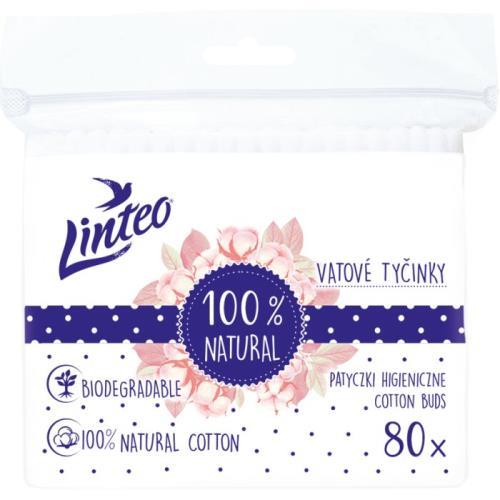 Linteo
VATOVÉ TYČINKY
100%
NATURAL
BIODEGRADABLE
PATYCZKI HIGIENICZNE
COTTON BUDS
100% NATURAL COTTON
80x